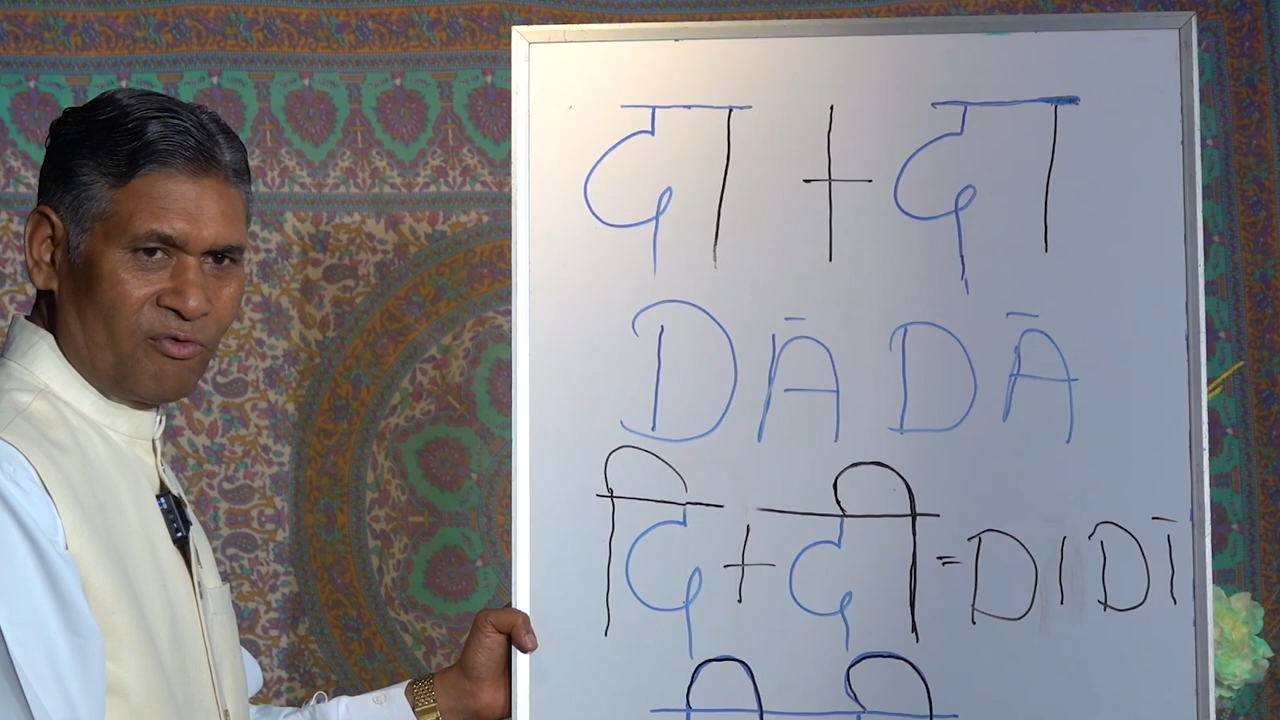 दा + दा
DĀDĀ
दि + दी = DIDĪ